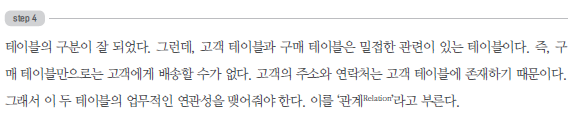 step 4
테이블의 구분이 잘 되었다. 그런데, 고객 테이블과 구매 테이블은 밀접한 관련이 있는 테이블이다. 즉, 구
매 테이블만으로는 고객에게 배송할 수가 없다. 고객의 주소와 연락처는 고객 테이블에 존재하기 때문이다.
그래서 이 두 테이블의 업무적인 연관성을 맺어줘야 한다. 이를 ‘관계Relation’라고 부른다.